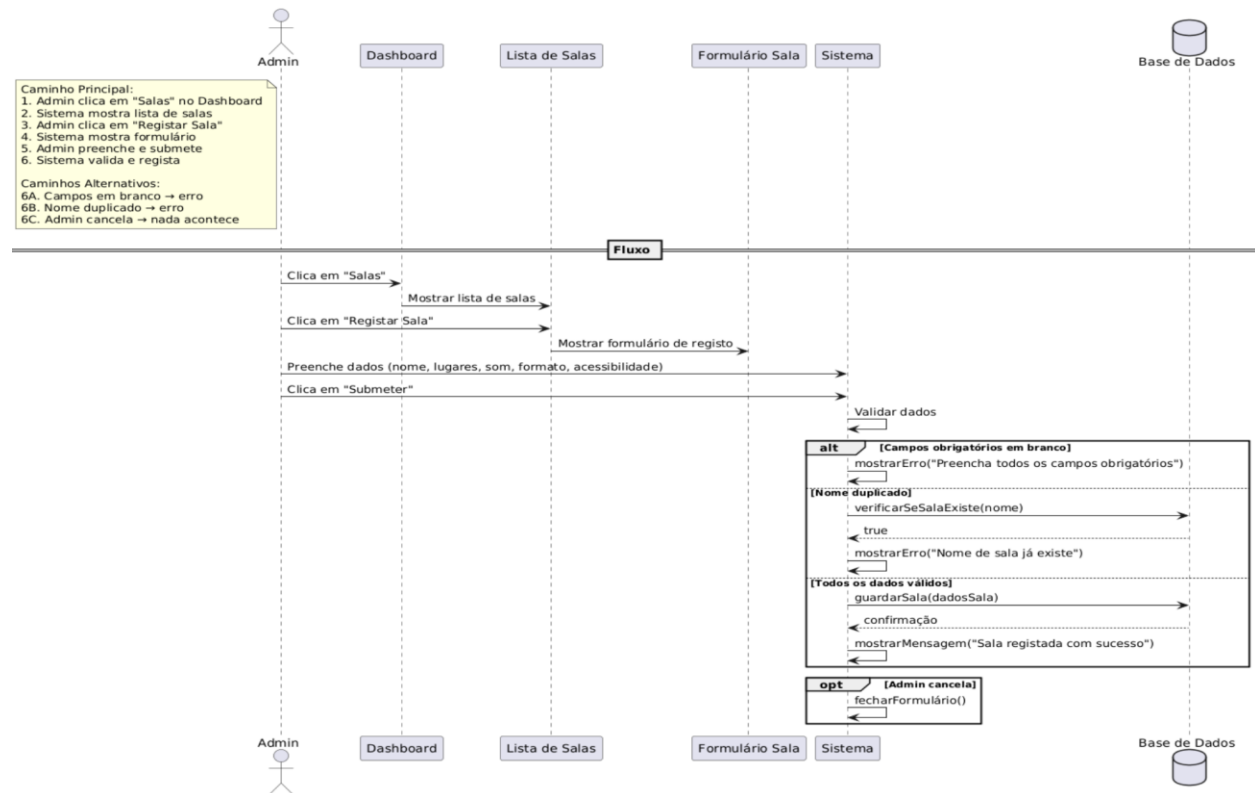 Admin
Dashboard
Lista de Salas
Formulário Sala
Sistema
Base de Dados
Caminho Principal:
1. Admin clica em "Salas" no Dashboard
2. Sistema mostra lista de salas
3. Admin clica em "Registar Sala"
4. Sistema mostra formulário
5. Admin preenche e submete
6. Sistema valida e regista
Caminhos Alternativos:
6A. Campos em branco → erro
6B. Nome duplicado → erro
6C. Admin cancela → nada acontece
Fluxo
Clica em "Salas"
Mostrar lista de salas
Clica em "Registar Sala"
Mostrar formulário de registo
Preenche dados (nome, lugares, som, formato, acessibilidade)
Clica em "Submeter"
Validar dados
alt [Campos obrigatórios em branco]
mostrarErro("Preencha todos os campos obrigatórios")
[Nome duplicado]
verificarSeSalaExiste(nome)
true
mostrarErro("Nome de sala já existe")
[Todos os dados válidos]
guardarSala(dadosSala)
confirmação
mostrarMensagem("Sala registada com sucesso")
opt [Admin cancela]
fecharFormulário()
Admin
Dashboard
Lista de Salas
Formulário Sala
Sistema
Base de Dados